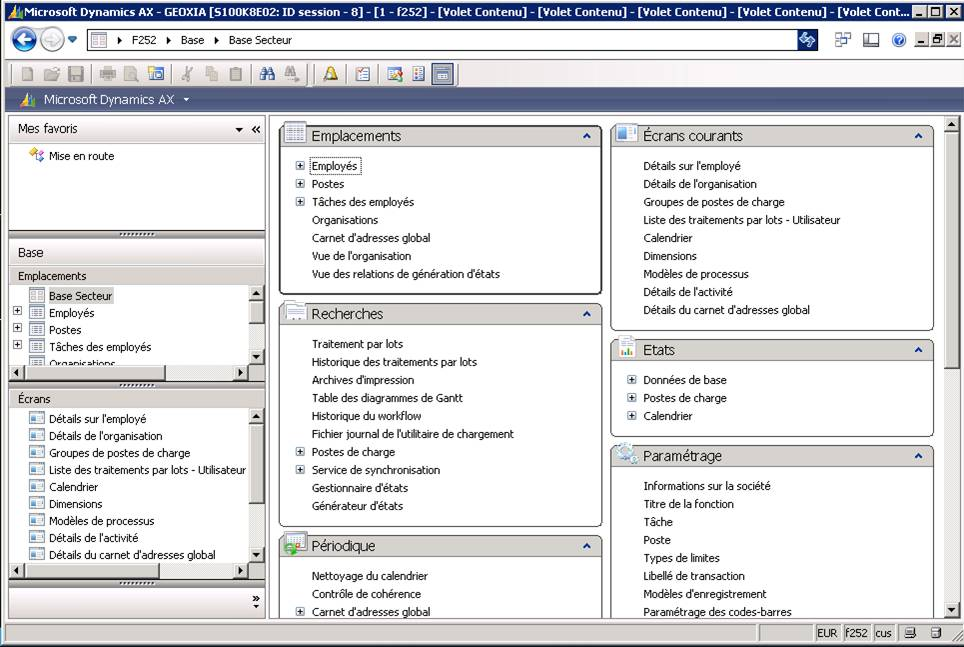 Microsoft Dynamics AX - GEOXIA [S100K8E02: ID session - 8] - [1 - f252] - [Volet Contenu] - [Volet Contenu] - [Volet Contenu] - [Volet Contenu] - [Volet Cont...
F252 Base Base Secteur
Microsoft Dynamics AX
Mes favoris
Mise en route
Base
Emplacements
Base Secteur
Employés
Postes
Tâches des employés
Organisations
Écrans
Détails sur l'employé
Détails de l'organisation
Groupes de postes de charge
Liste des traitements par lots - Utilisateur
Calendrier
Dimensions
Modèles de processus
Détails de l'activité
Détails du carnet d'adresses global
Emplacements
Employés
Postes
Tâches des employés
Organisations
Carnet d'adresses global
Vue de l'organisation
Vue des relations de génération d'états
Recherches
Traitement par lots
Historique des traitements par lots
Archives d'impression
Table des diagrammes de Gantt
Historique du workflow
Fichier journal de l'utilitaire de chargement
Postes de charge
Service de synchronisation
Gestionnaire d'états
Générateur d'états
Périodique
Nettoyage du calendrier
Contrôle de cohérence
Carnet d'adresses global
Écrans courants
Détails sur l'employé
Détails de l'organisation
Groupes de postes de charge
Liste des traitements par lots - Utilisateur
Calendrier
Dimensions
Modèles de processus
Détails de l'activité
Détails du carnet d'adresses global
Etats
Données de base
Postes de charge
Calendrier
Paramétrage
Informations sur la société
Titre de la fonction
Tâche
Poste
Types de limites
Libellé de transaction
Modèles d'enregistrement
Paramétrage des codes-barres
EUR f252 cus